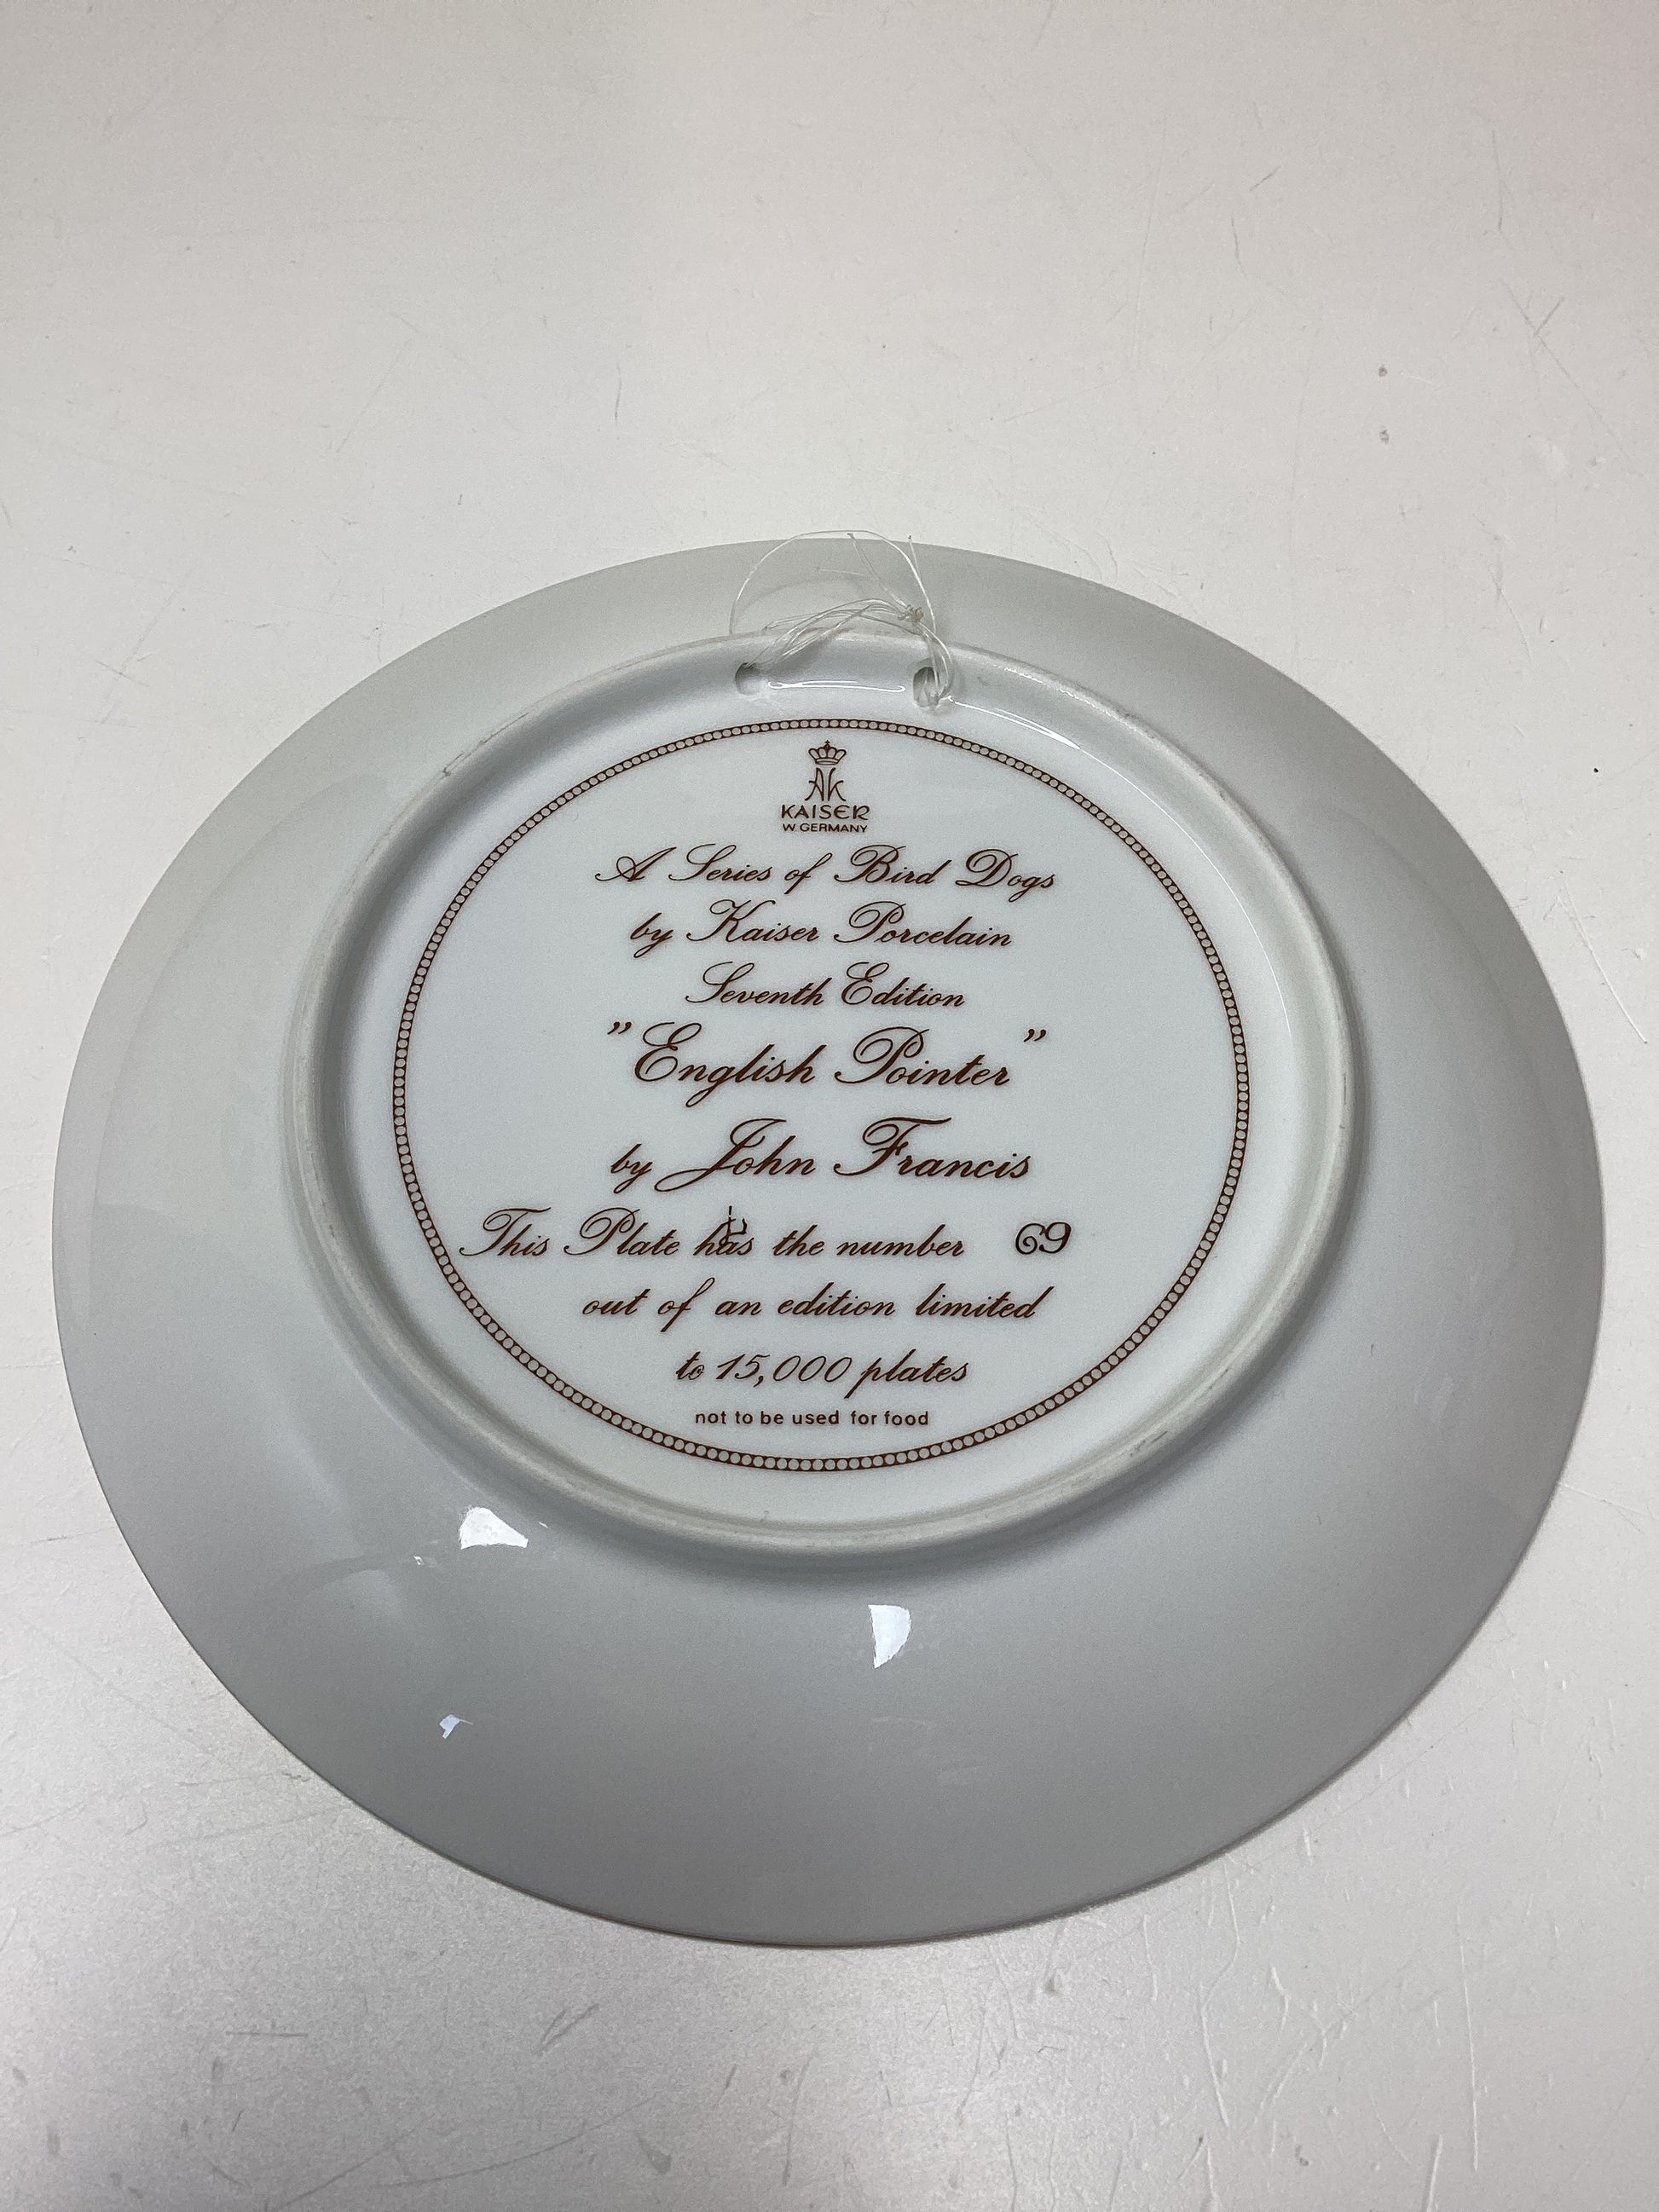 AK
KAISER
W. GERMANY
A Series of Bird Dogs
by Kaiser Porcelain
Seventh Edition
"English Pointer"
by John Francis
This Plate has the number 69
out of an edition limited
to 15,000 plates
not to be used for food